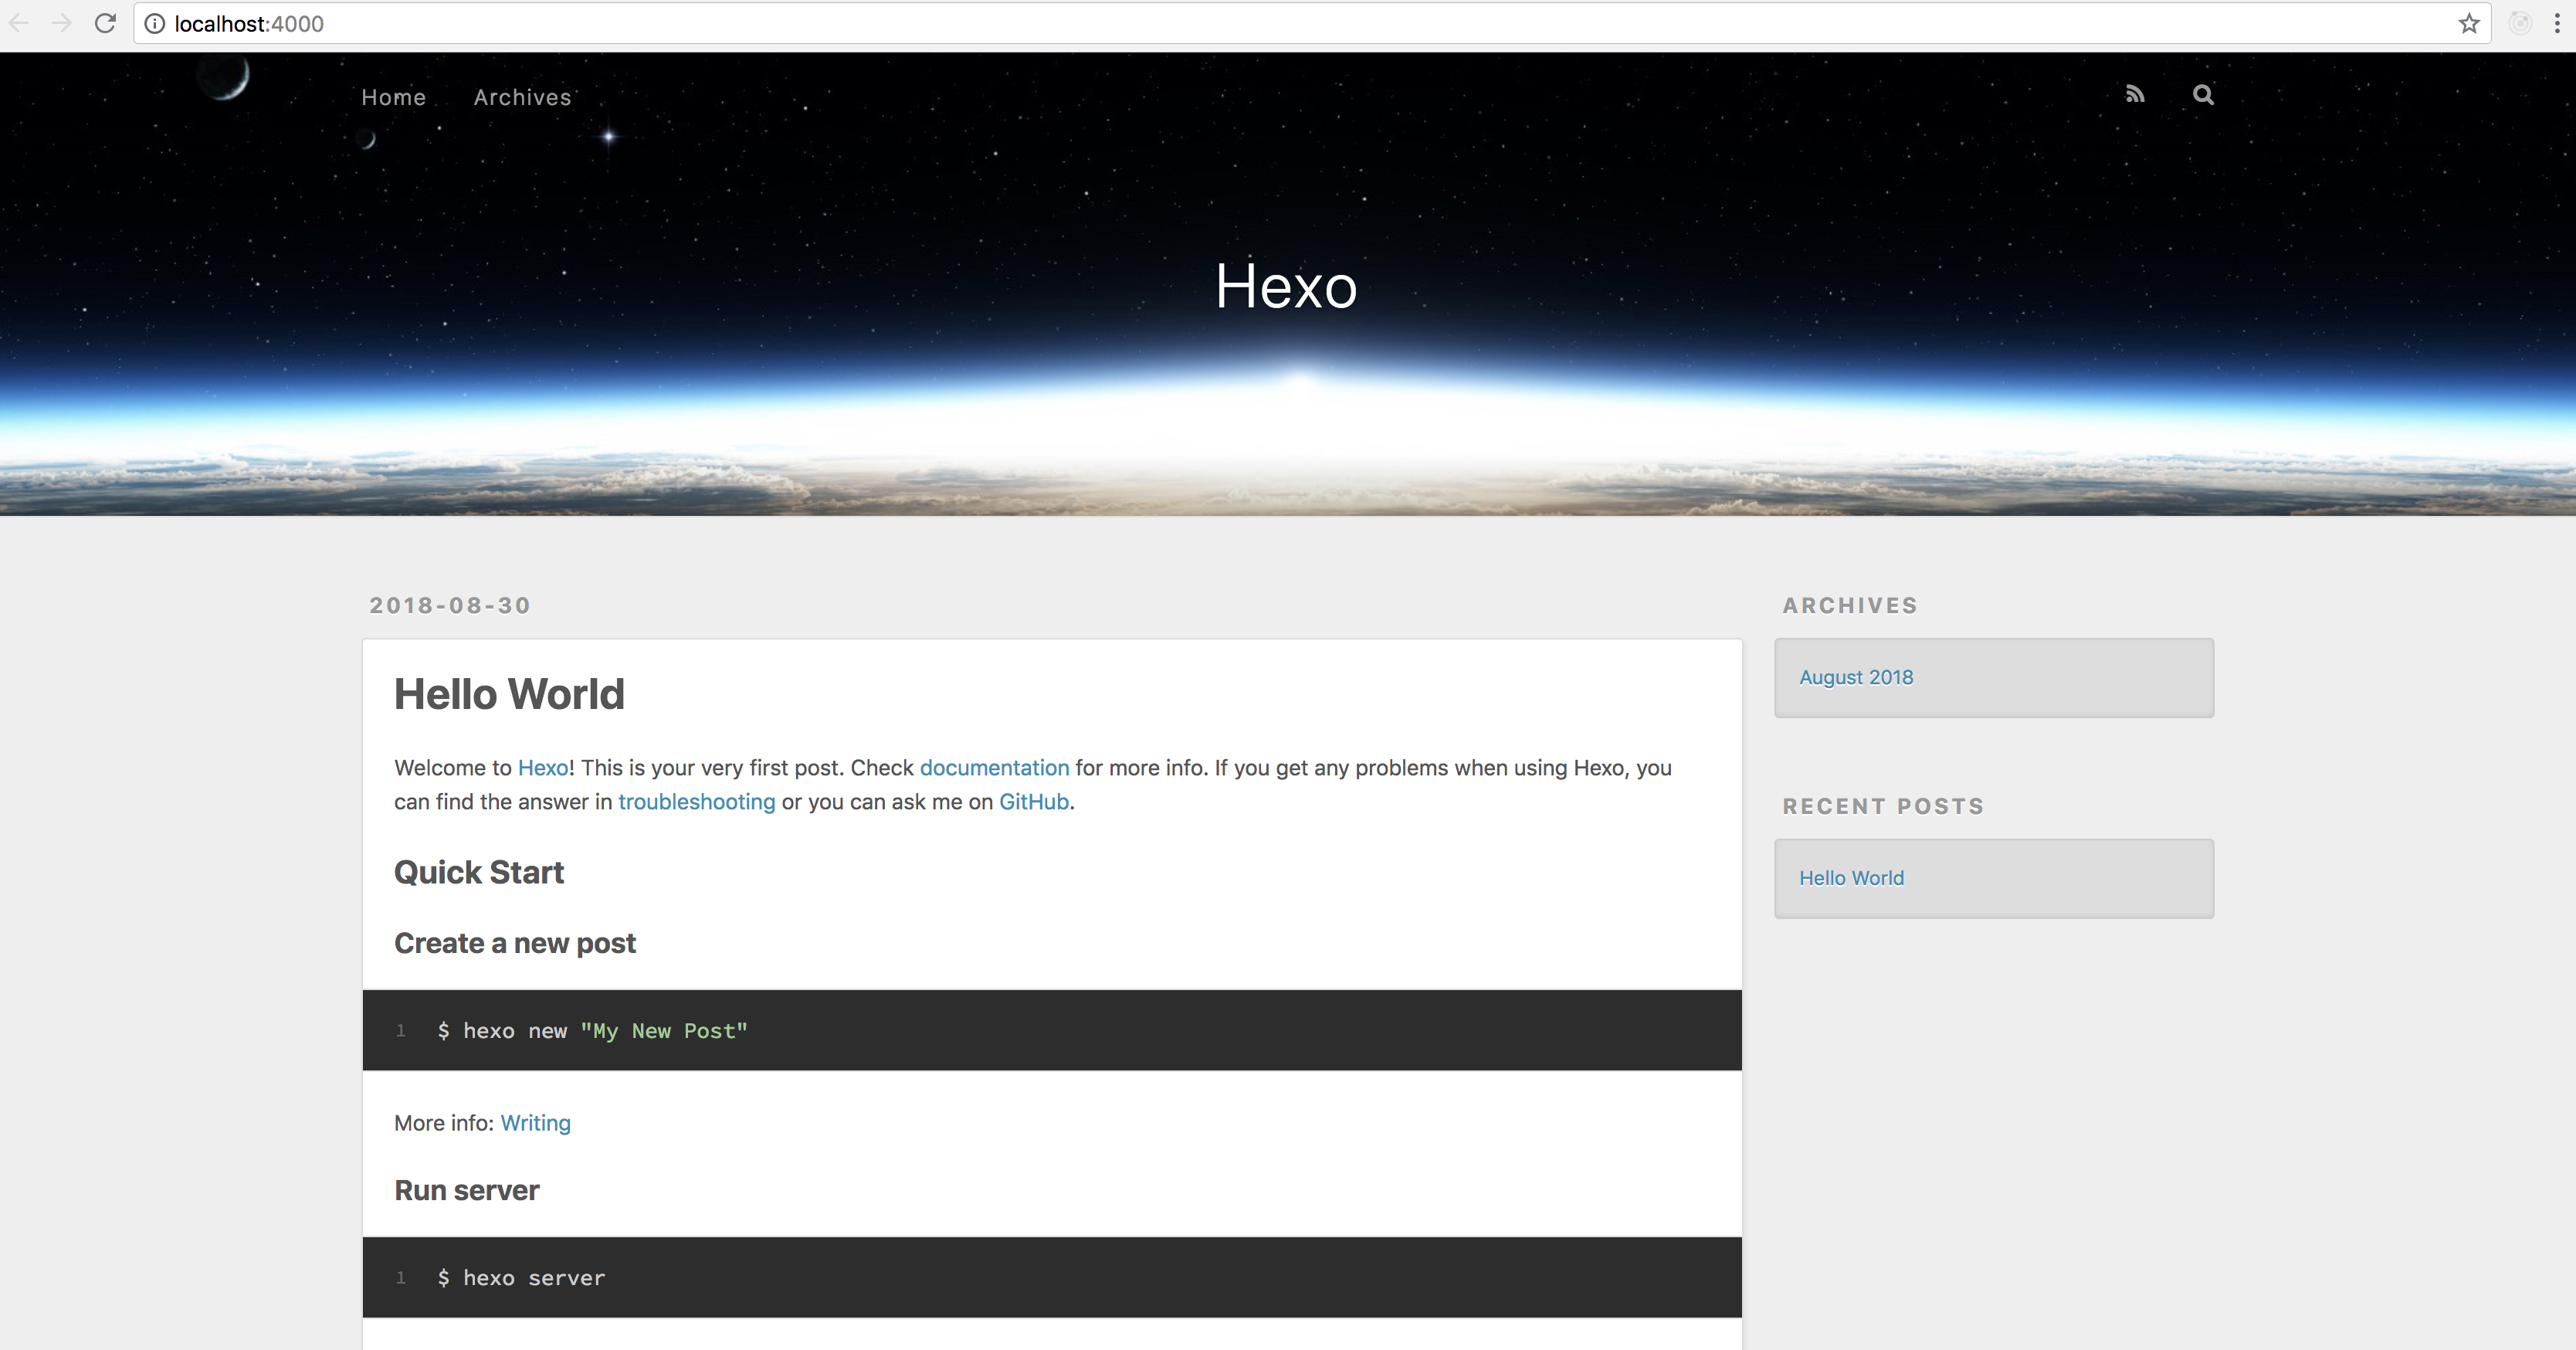 localhost:4000
Home Archives
Hexo
2018-08-30
Hello World
Welcome to Hexo! This is your very first post. Check documentation for more info. If you get any problems when using Hexo, you
can find the answer in troubleshooting or you can ask me on GitHub.
Quick Start
Create a new post
1 $ hexo new "My New Post"
More info: Writing
Run server
1 $ hexo server
ARCHIVES
August 2018
RECENT POSTS
Hello World